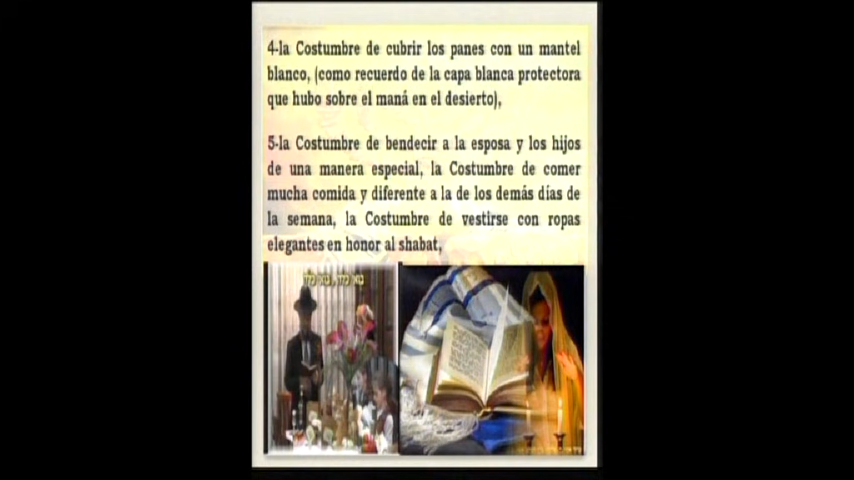 4-la Costumbre de cubrir los panes con un mantel
blanco, (como recuerdo de la capa blanca protectora
que hubo sobre el maná en el desierto),
5-la Costumbre de bendecir a la esposa y los hijos
de una manera especial, la Costumbre de comer
mucha comida y diferente a la de los demás días de
la semana, la Costumbre de vestirse con ropas
elegantes en honor al shabat,